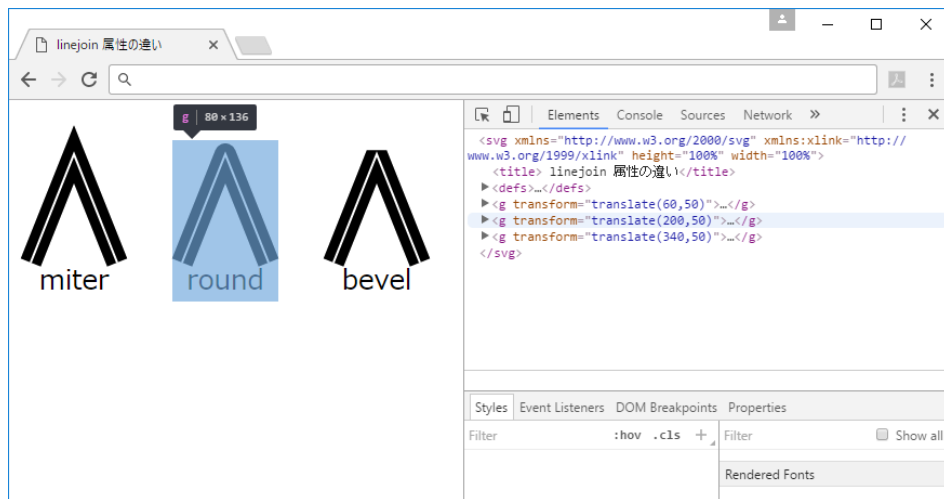 linejoin 属性の違い
g 80×136
miter
round
bevel
Elements Console Sources Network »
<svg xmlns="http://www.w3.org/2000/svg" xmlns:xlink="http://
www.w3.org/1999/xlink" height="100%" width="100%">
<title> linejoin 属性の違い</title>
▶<defs>…</defs>
▶<g transform="translate(60,50)">…</g>
▶<g transform="translate(200,50)">…</g>
▶<g transform="translate(340,50)">…</g>
</svg>
Styles Event Listeners DOM Breakpoints Properties
Filter :hov .cls + Filter Show all
Rendered Fonts